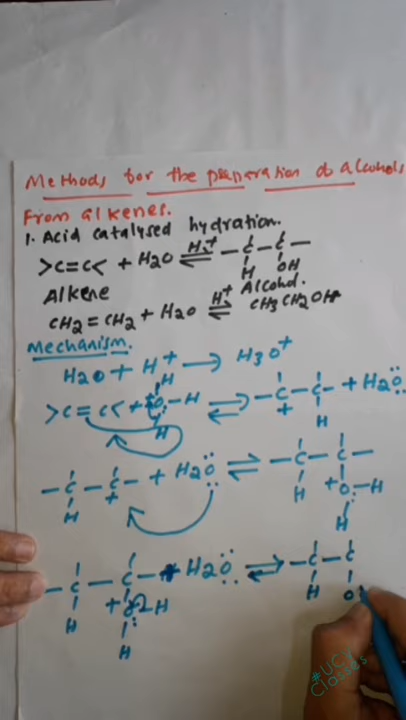 Methods for the preparation of alcohols
From alkenes.
1. Acid catalysed hydration.
>C=C< + H2O ⇌ H+ -C-C-
H OH
Alkene Alcohol.
CH2=CH2 + H2O ⇌ H+ CH3CH2OH
Mechanism.
H2O + H+ → H3O+
H
>C=C< + :O-H ⇌ -C-C- + H2O
+
H H
-C-C- + H2O ⇌ -C-C-
+
H H +O-H
H
-C-C- + H2O ⇌ -C-C-
H +O-H H O
H
#UCY
Classes